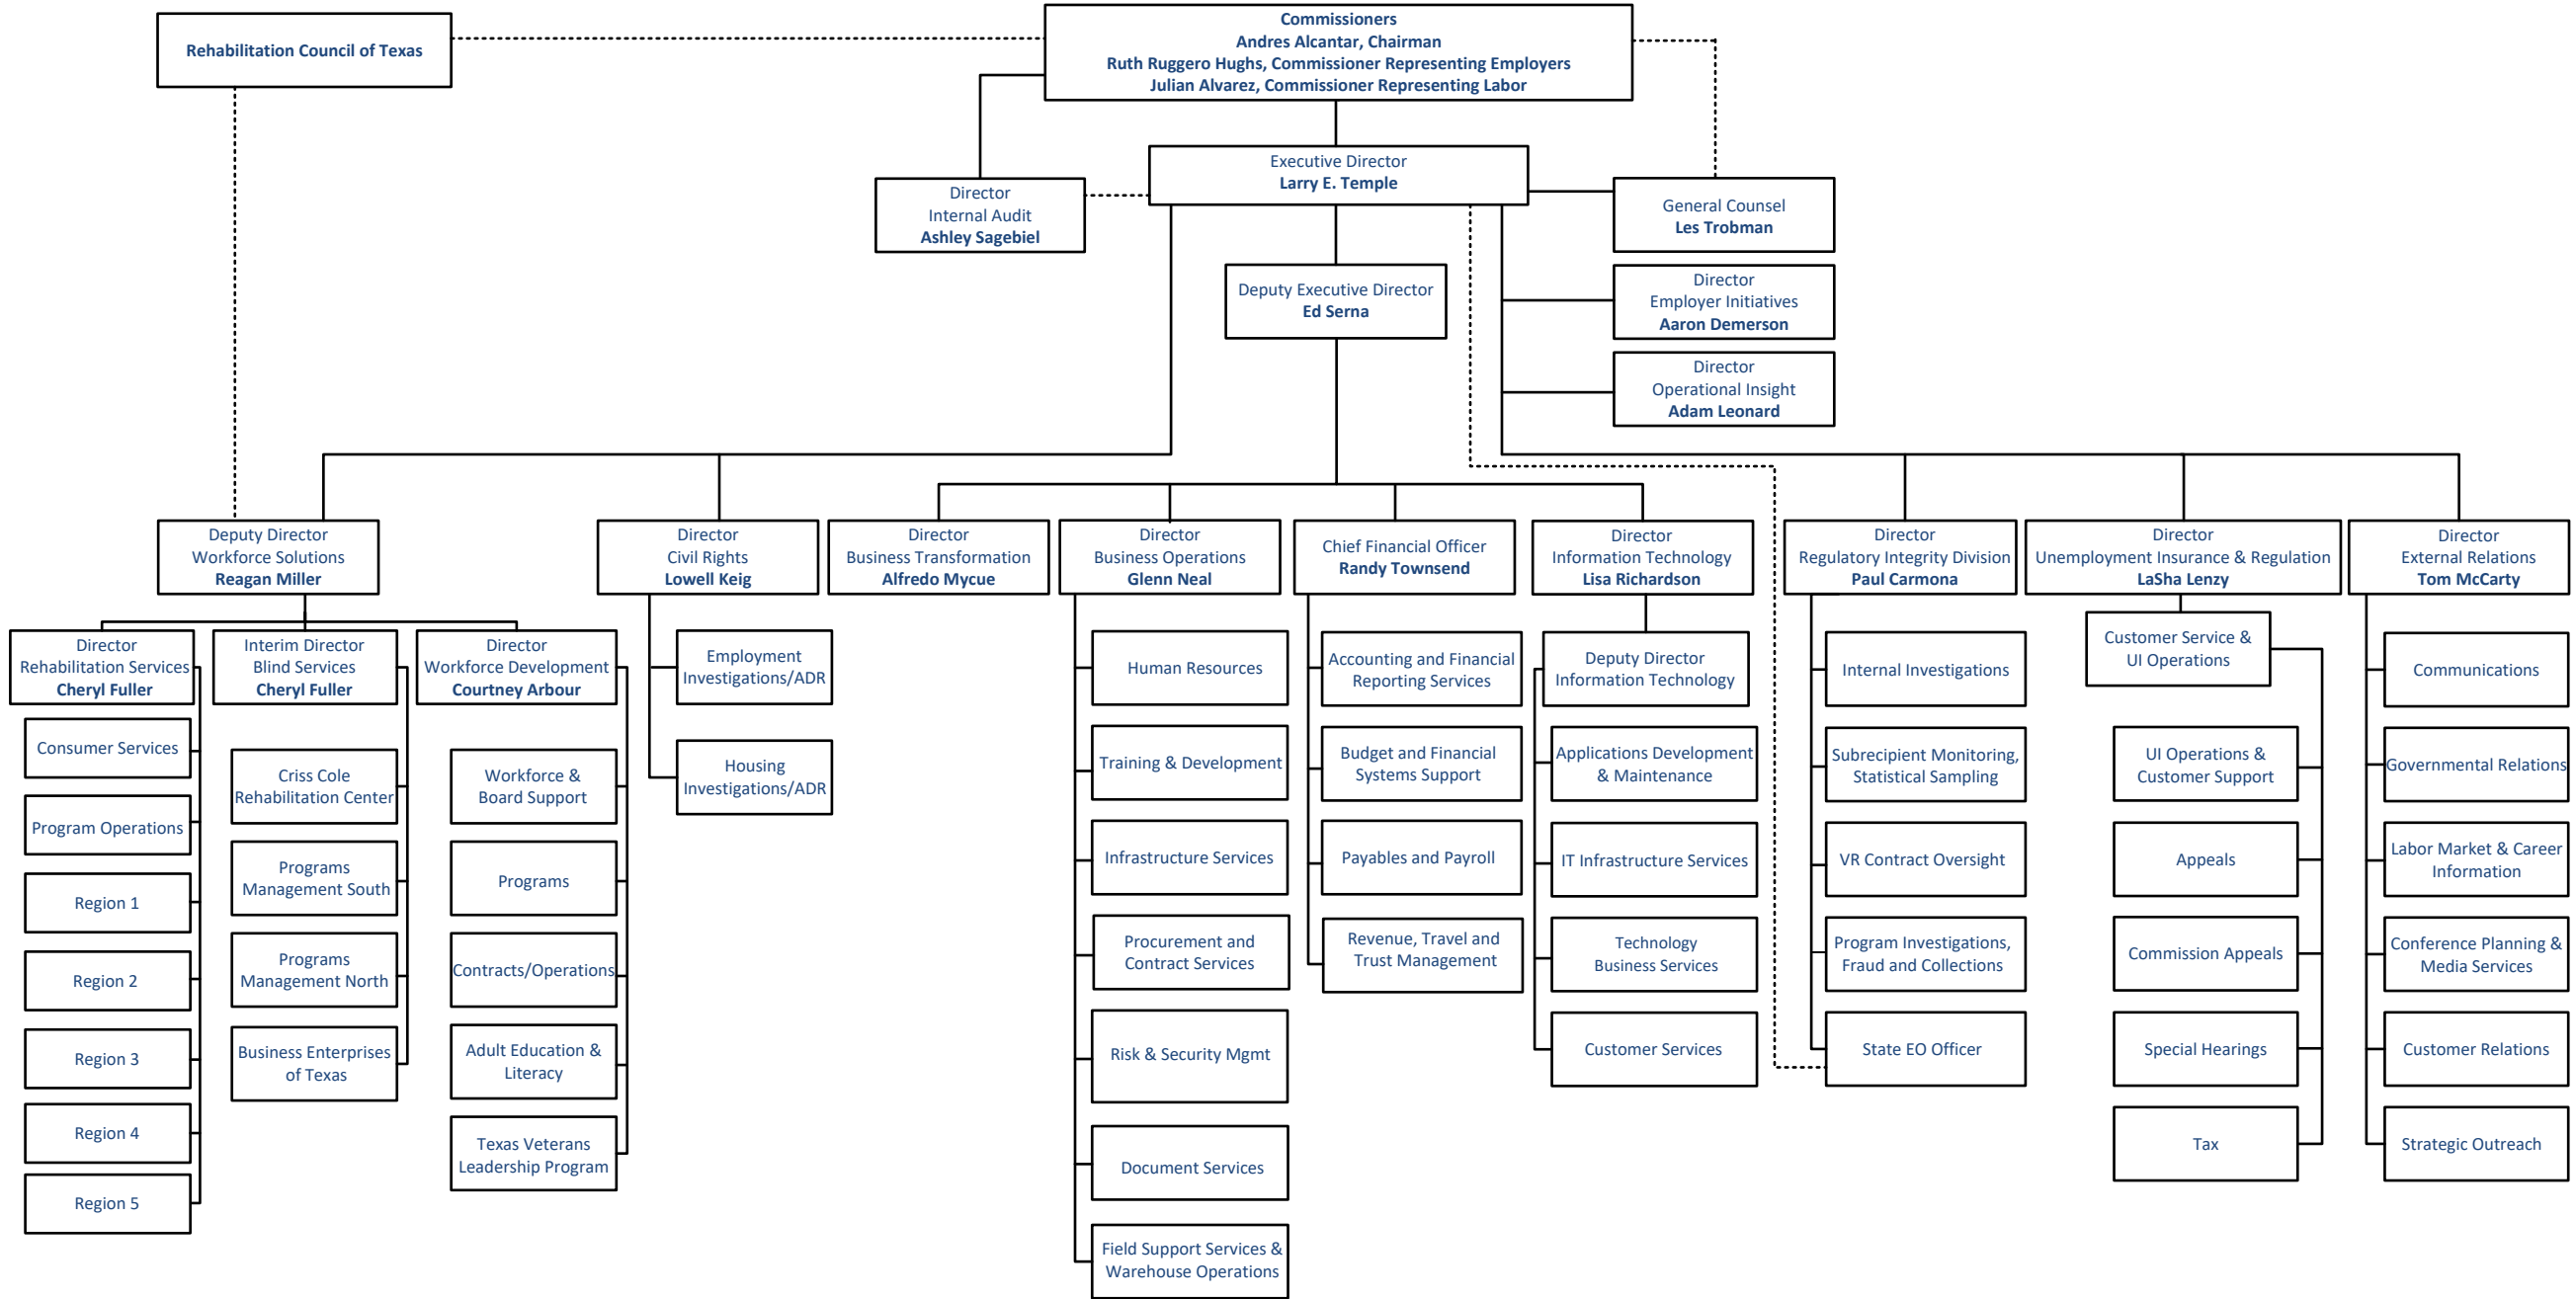 Rehabilitation Council of Texas
Commissioners
Andres Alcantar, Chairman
Ruth Ruggero Hughs, Commissioner Representing Employers
Julian Alvarez, Commissioner Representing Labor
Executive Director
Larry E. Temple
Director
Internal Audit
Ashley Sagebiel
General Counsel
Les Trobman
Deputy Executive Director
Ed Serna
Director
Employer Initiatives
Aaron Demerson
Director
Operational Insight
Adam Leonard
Deputy Director
Workforce Solutions
Reagan Miller
Director
Civil Rights
Lowell Keig
Director
Business Transformation
Alfredo Mycue
Director
Business Operations
Glenn Neal
Chief Financial Officer
Randy Townsend
Director
Information Technology
Lisa Richardson
Director
Regulatory Integrity Division
Paul Carmona
Director
Unemployment Insurance & Regulation
LaSha Lenzy
Director
External Relations
Tom McCarty
Director
Rehabilitation Services
Cheryl Fuller
Consumer Services
Program Operations
Region 1
Region 2
Region 3
Region 4
Region 5
Interim Director
Blind Services
Cheryl Fuller
Criss Cole
Rehabilitation Center
Programs
Management South
Programs
Management North
Business Enterprises
of Texas
Director
Workforce Development
Courtney Arbour
Workforce &
Board Support
Programs
Contracts/Operations
Adult Education &
Literacy
Texas Veterans
Leadership Program
Employment
Investigations/ADR
Housing
Investigations/ADR
Human Resources
Training & Development
Infrastructure Services
Procurement and
Contract Services
Risk & Security Mgmt
Document Services
Field Support Services &
Warehouse Operations
Accounting and Financial
Reporting Services
Budget and Financial
Systems Support
Payables and Payroll
Revenue, Travel and
Trust Management
Deputy Director
Information Technology
Applications Development
& Maintenance
IT Infrastructure Services
Technology
Business Services
Customer Services
Internal Investigations
Subrecipient Monitoring,
Statistical Sampling
VR Contract Oversight
Program Investigations,
Fraud and Collections
State EO Officer
Customer Service &
UI Operations
UI Operations &
Customer Support
Appeals
Commission Appeals
Special Hearings
Tax
Communications
Governmental Relations
Labor Market & Career
Information
Conference Planning &
Media Services
Customer Relations
Strategic Outreach